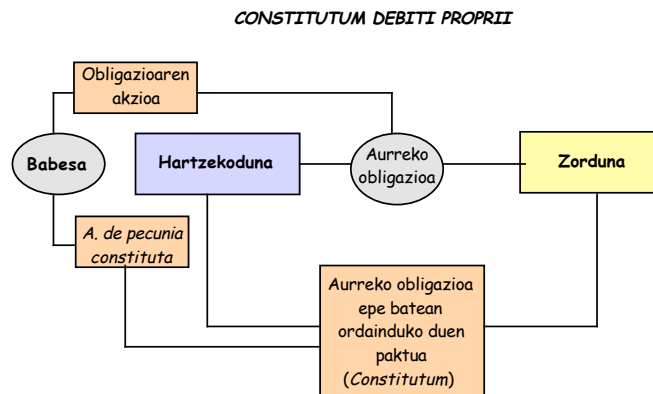 CONSTITUTUM DEBITI PROPRII
Obligazioaren
akzioa
Babesa
Hartzekoduna
Aurreko
obligazioa
Zorduna
A. de pecunia
constituta
Aurreko obligazioa
epe batean
ordainduko duen
paktua
(Constitutum)